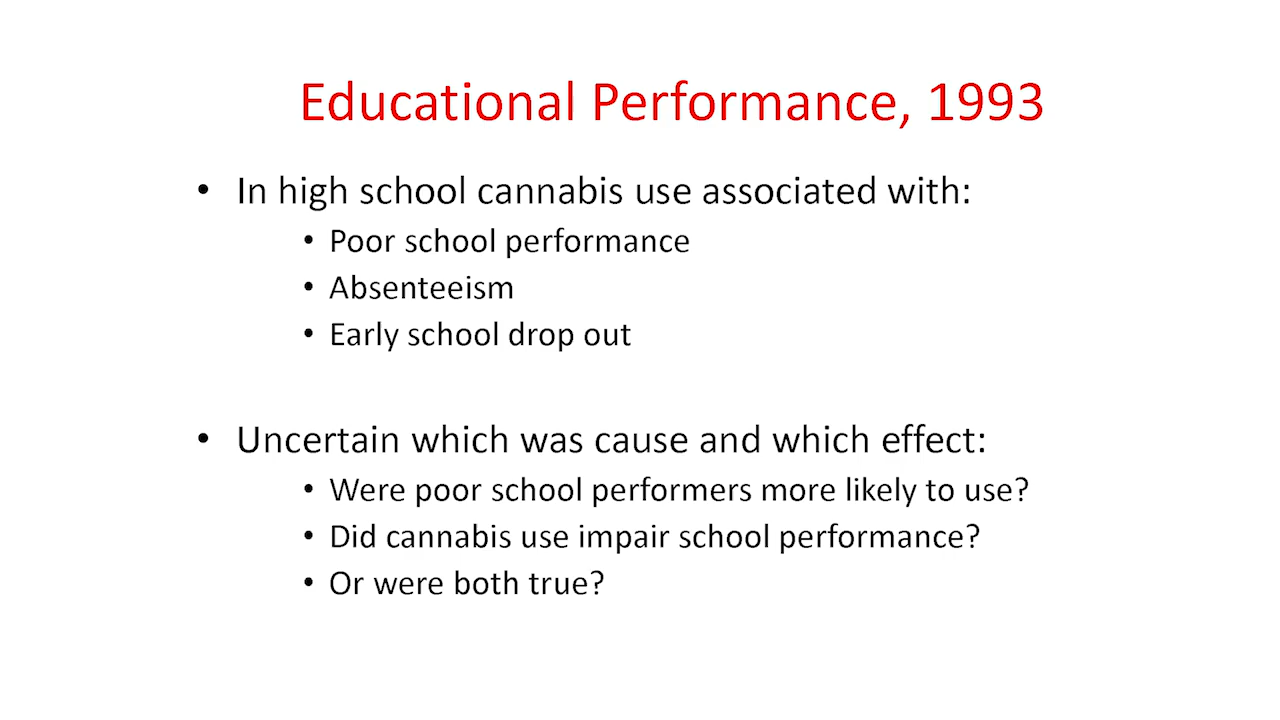 Educational Performance, 1993
• In high school cannabis use associated with:
• Poor school performance
• Absenteeism
• Early school drop out
• Uncertain which was cause and which effect:
• Were poor school performers more likely to use?
• Did cannabis use impair school performance?
• Or were both true?